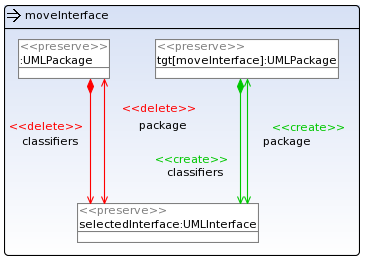 moveInterface
<<preserve>>
:UMLPackage
<<preserve>>
tgt[moveInterface]:UMLPackage
<<delete>>
package
<<delete>>
classifiers
<<create>>
package
<<create>>
classifiers
<<preserve>>
selectedInterface:UMLInterface